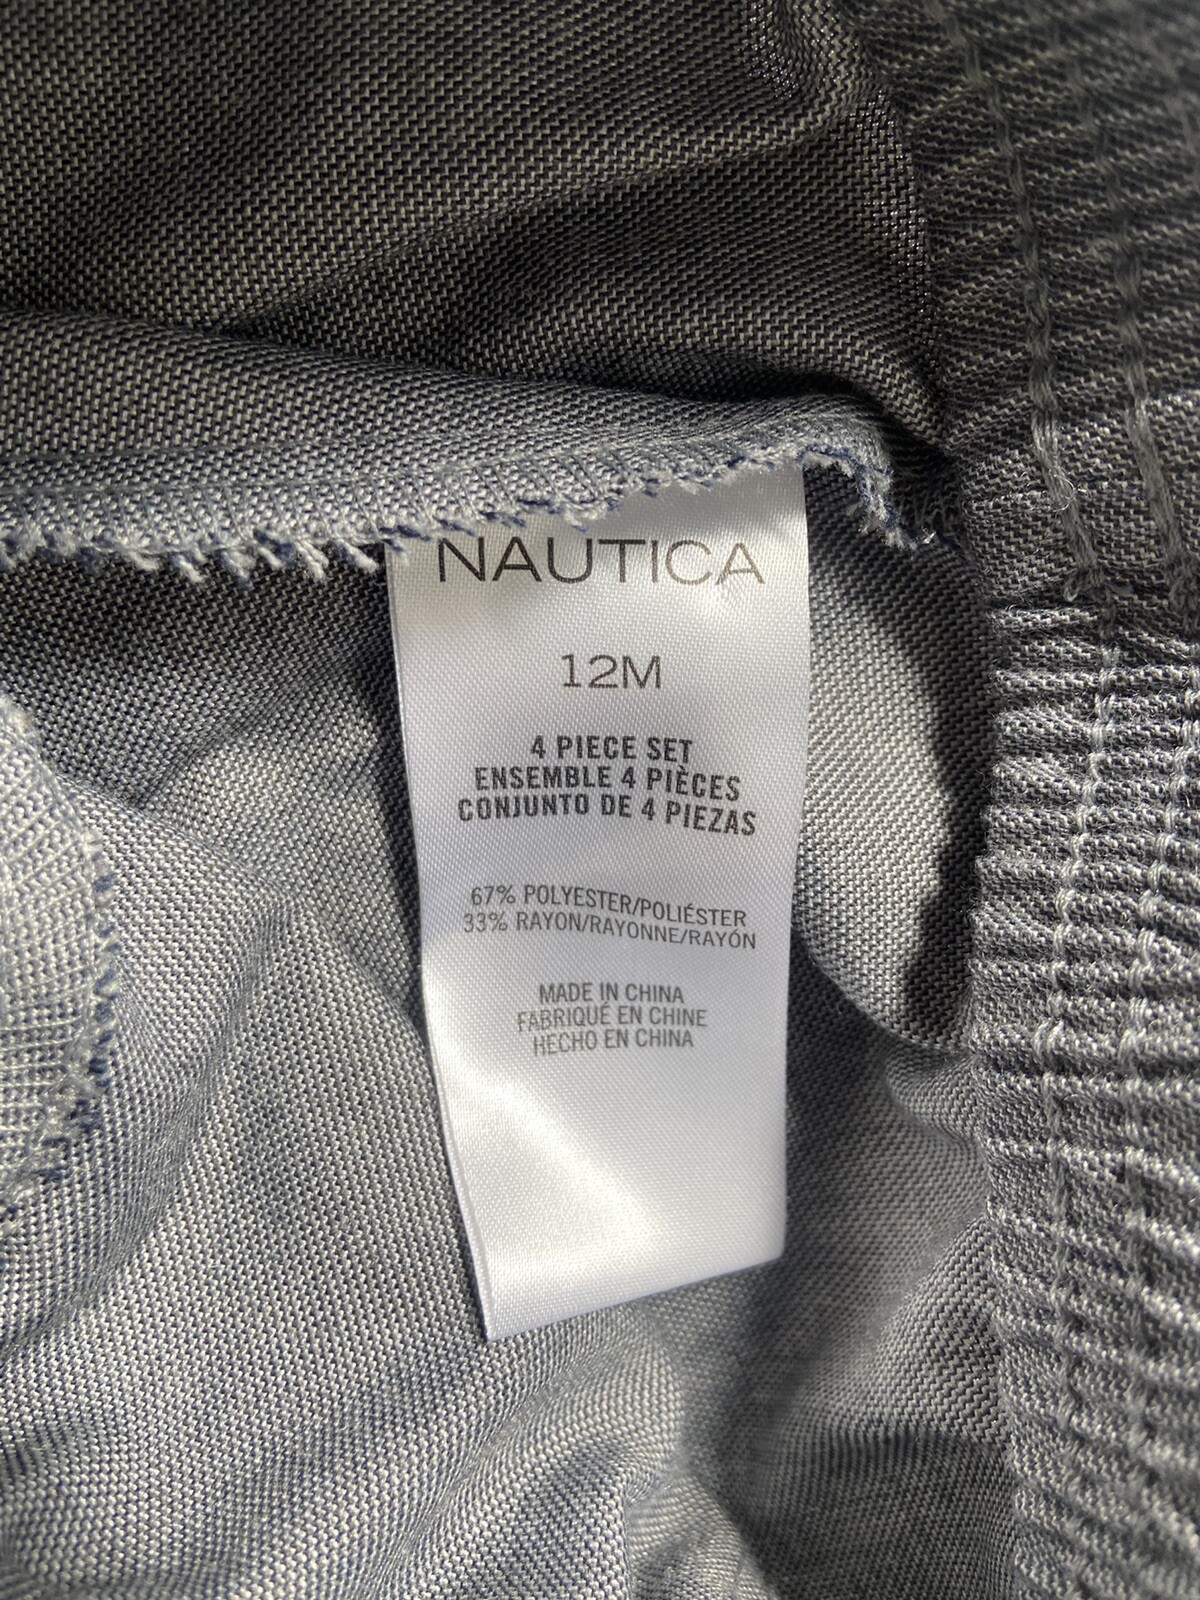 NAUTICA
12M
4 PIECE SET
ENSEMBLE 4 PIÈCES
CONJUNTO DE 4 PIEZAS
67% POLYESTER/POLIÉSTER
33% RAYON/RAYONNE/RAYÓN
MADE IN CHINA
FABRIQUÉ EN CHINE
HECHO EN CHINA